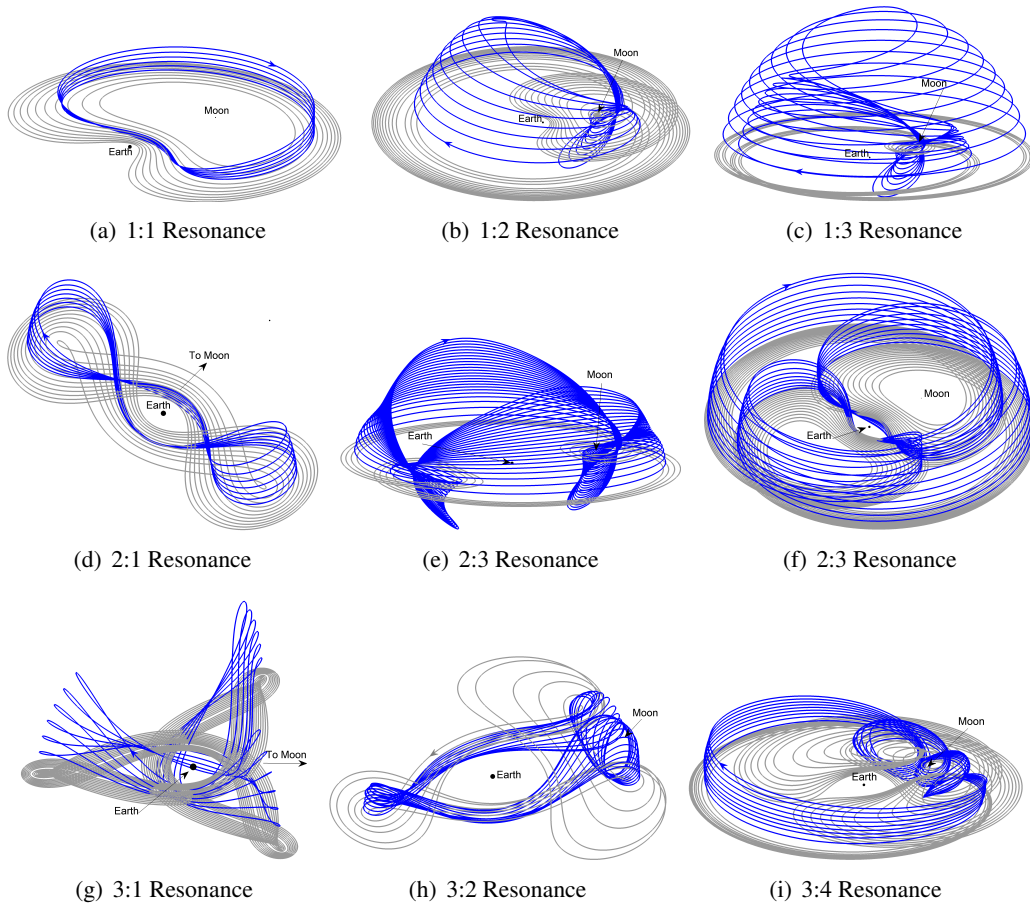 Moon
Earth
(a) 1:1 Resonance
Moon
Earth
(b) 1:2 Resonance
Moon
Earth
(c) 1:3 Resonance
To Moon
Earth
(d) 2:1 Resonance
Moon
Earth
(e) 2:3 Resonance
Moon
Earth
(f) 2:3 Resonance
To Moon
Earth
(g) 3:1 Resonance
Moon
Earth
(h) 3:2 Resonance
Moon
Earth
(i) 3:4 Resonance